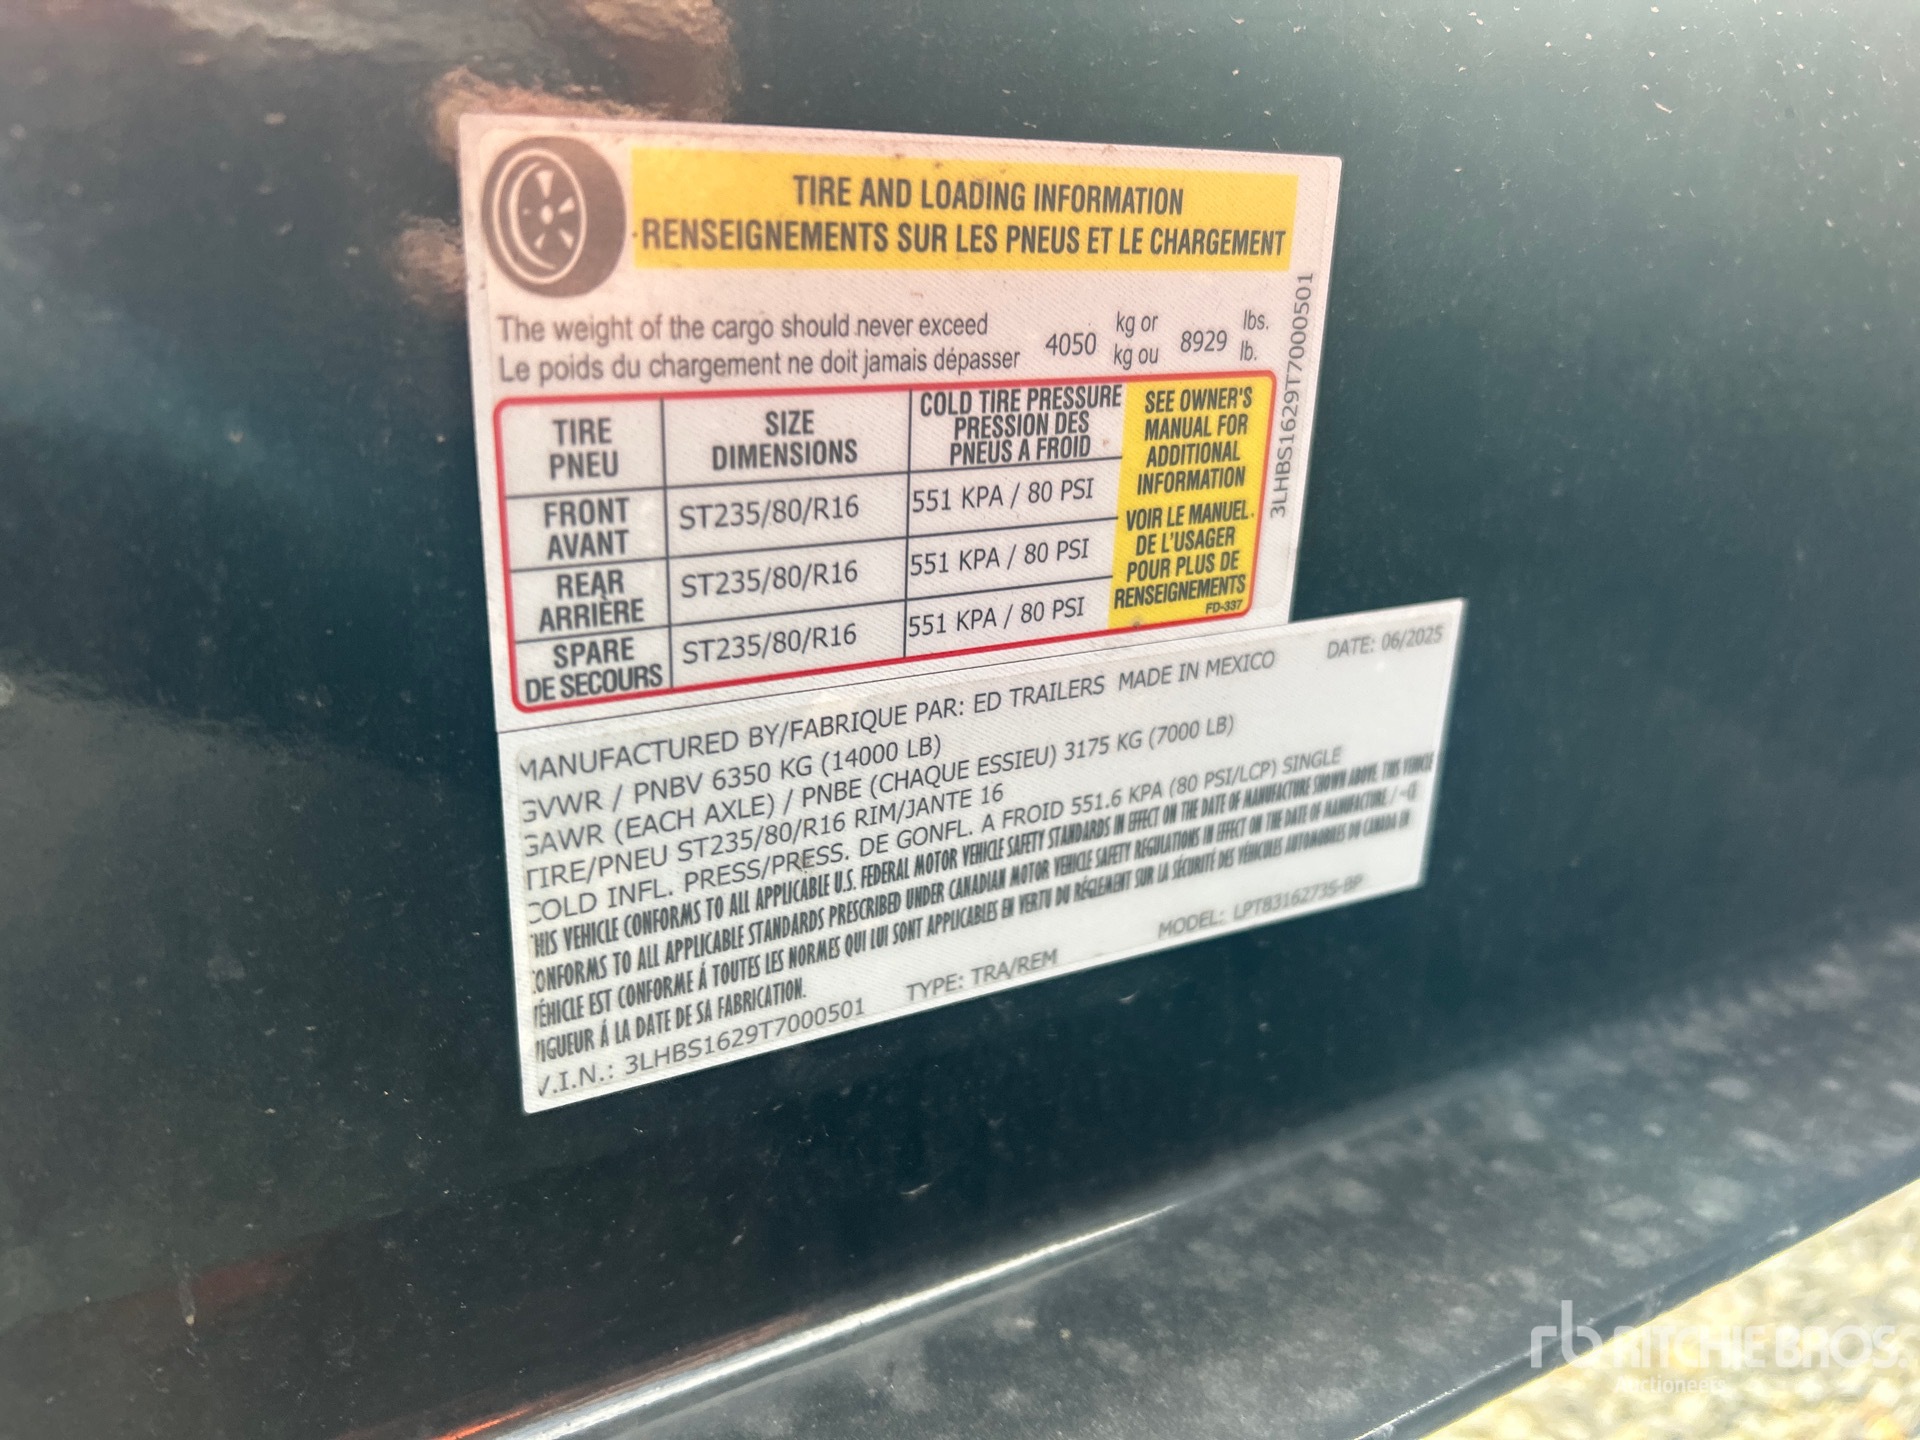 TIRE AND LOADING INFORMATION
RENSEIGNEMENTS SUR LES PNEUS ET LE CHARGEMENT
The weight of the cargo should never exceed 4050 kg or 8929 lbs.
Le poids du chargement ne doit jamais dépasser kg ou lb.
TIRE
PNEU
SIZE
DIMENSIONS
COLD TIRE PRESSURE
PRESSION DES
PNEUS A FROID
FRONT
AVANT
ST235/80/R16
551 KPA / 80 PSI
REAR
ARRIÈRE
ST235/80/R16
551 KPA / 80 PSI
SPARE
DE SECOURS
ST235/80/R16
551 KPA / 80 PSI
SEE OWNER'S
MANUAL FOR
ADDITIONAL
INFORMATION
VOIR LE MANUEL
DE L'USAGER
POUR PLUS DE
RENSEIGNEMENTS
FD-337
3LHBS1629T7000501
MANUFACTURED BY/FABRIQUE PAR: ED TRAILERS MADE IN MEXICO DATE: 06/2025
GVWR / PNBV 6350 KG (14000 LB)
GAWR (EACH AXLE) / PNBE (CHAQUE ESSIEU) 3175 KG (7000 LB)
TIRE/PNEU ST235/80/R16 RIM/JANTE 16
COLD INFL. PRESS/PRESS. DE GONFL. A FROID 551.6 KPA (80 PSI/LCP) SINGLE
THIS VEHICLE CONFORMS TO ALL APPLICABLE U.S. FEDERAL MOTOR VEHICLE SAFETY STANDARDS IN EFFECT ON THE DATE OF MANUFACTURE SHOWN ABOVE. THIS VEHICLE
CONFORMS TO ALL APPLICABLE STANDARDS PRESCRIBED UNDER CANADIAN MOTOR VEHICLE SAFETY REGULATIONS IN EFFECT ON THE DATE OF MANUFACTURE / -CE
VÉHICLE EST CONFORME Á TOUTES LES NORMES QUI LUI SONT APPLICABLES EN VERTU DU RÉGLEMENT SUR LA SÉCURITÉ DES VÉHICULES AUTOMOBILES DU CANADA EN
VIGUEUR Á LA DATE DE SA FABRICATION.
V.I.N.: 3LHBS1629T7000501 TYPE: TRA/REM MODEL: LPT8316273S-BP
rb RITCHIE BROS.
Auctioneers